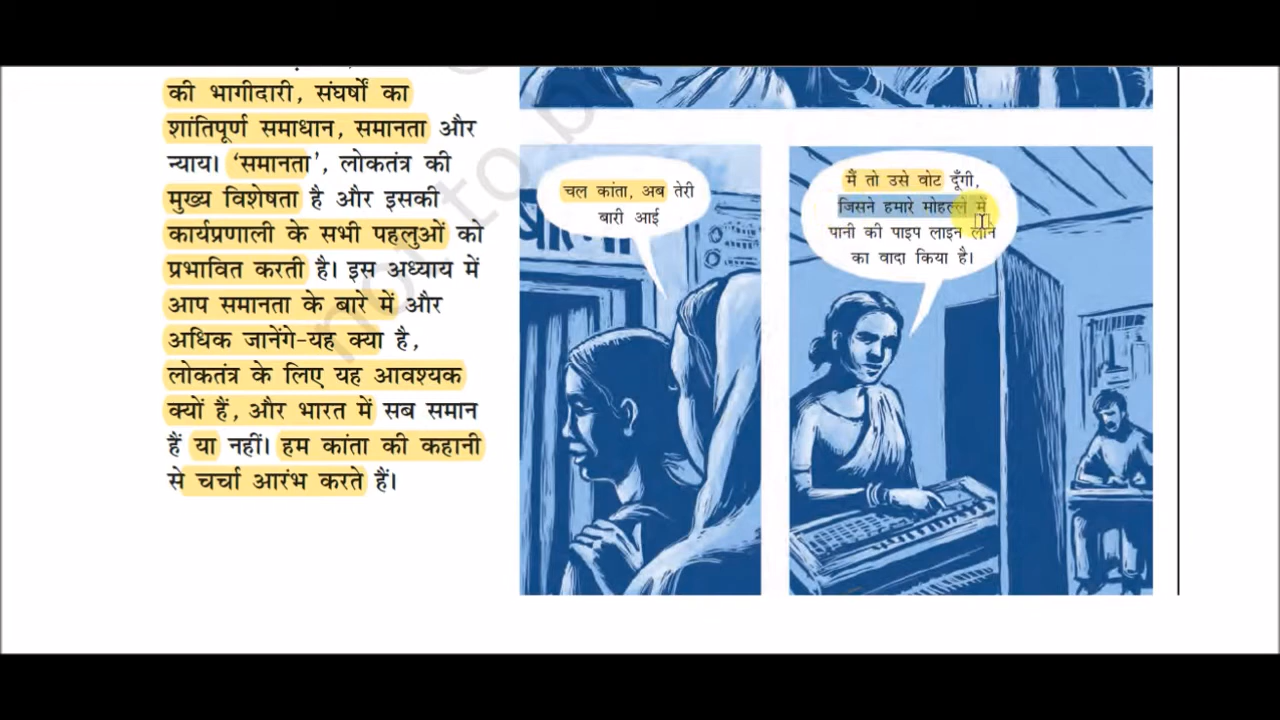 की भागीदारी, संघर्षों का
शांतिपूर्ण समाधान, समानता और
न्याय। ‘समानता’, लोकतंत्र की
मुख्य विशेषता है और इसकी
कार्यप्रणाली के सभी पहलुओं को
प्रभावित करती है। इस अध्याय में
आप समानता के बारे में और
अधिक जानेंगे-यह क्या है,
लोकतंत्र के लिए यह आवश्यक
क्यों हैं, और भारत में सब समान
हैं या नहीं। हम कांता की कहानी
से चर्चा आरंभ करते हैं।
चल कांता, अब तेरी
बारी आई
मैं तो उसे वोट दूँगी,
जिसने हमारे मोहल्ले में
पानी की पाइप लाइन लाने
का वादा किया है।
not to b